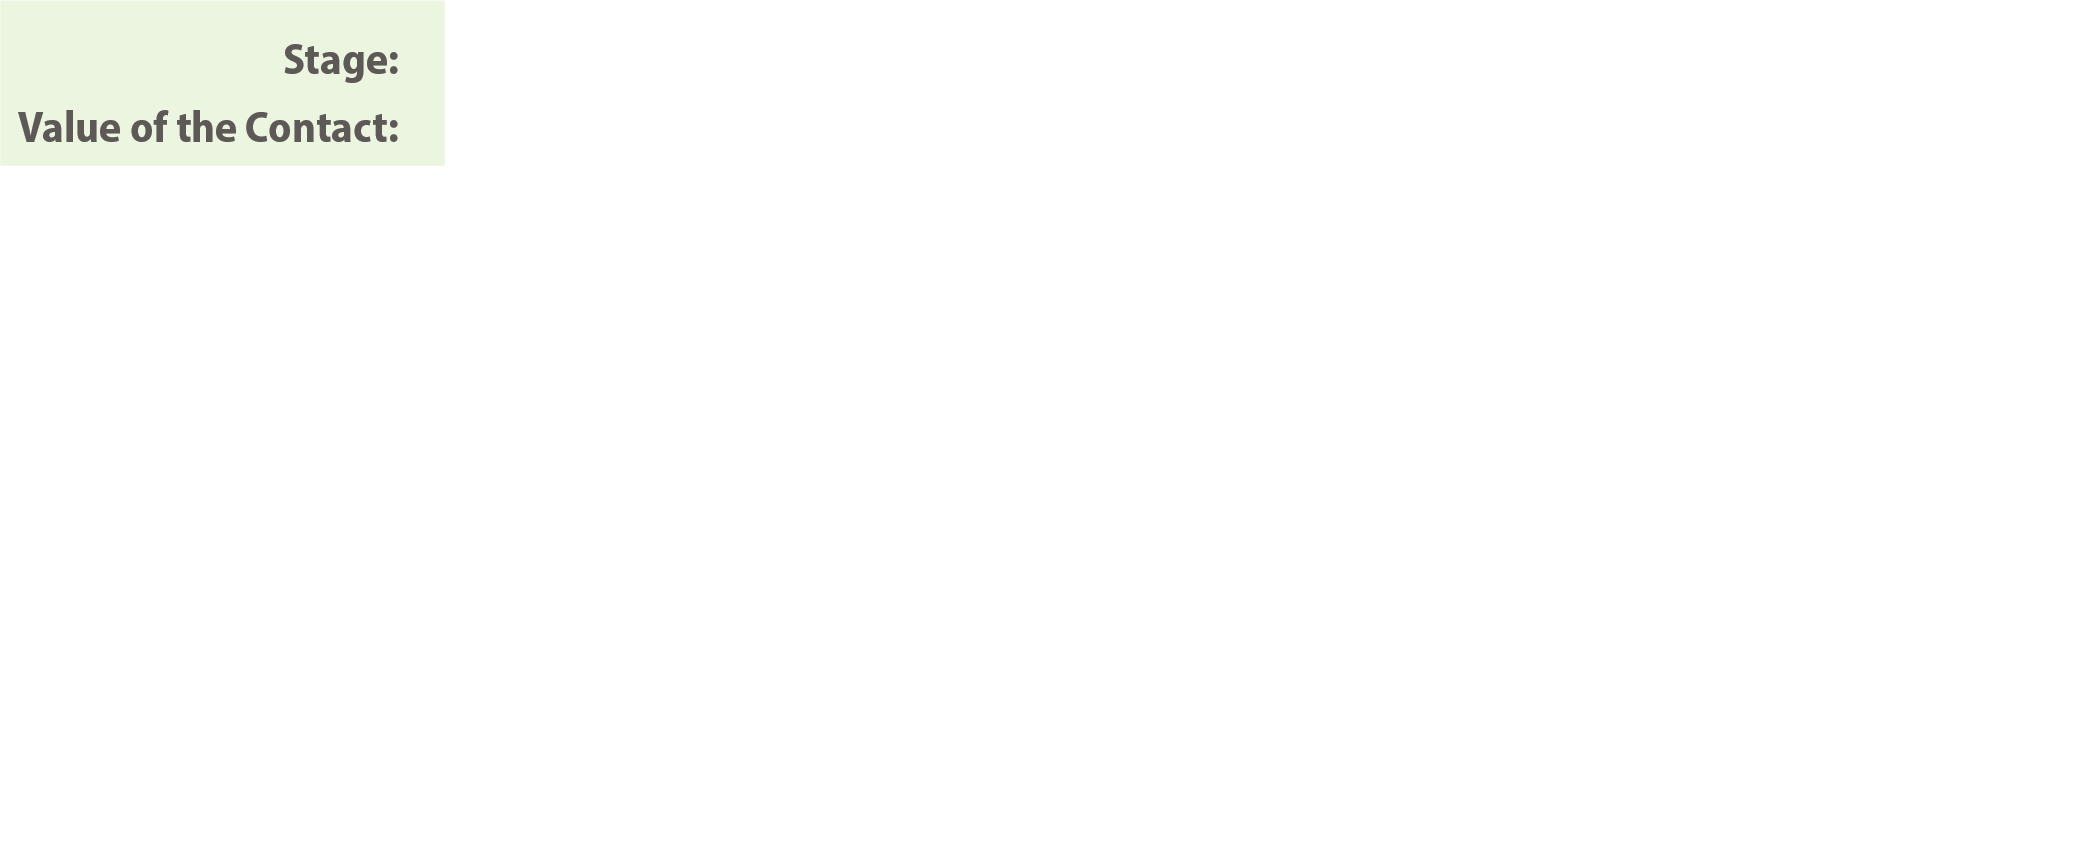 Stage:
Value of the Contact: